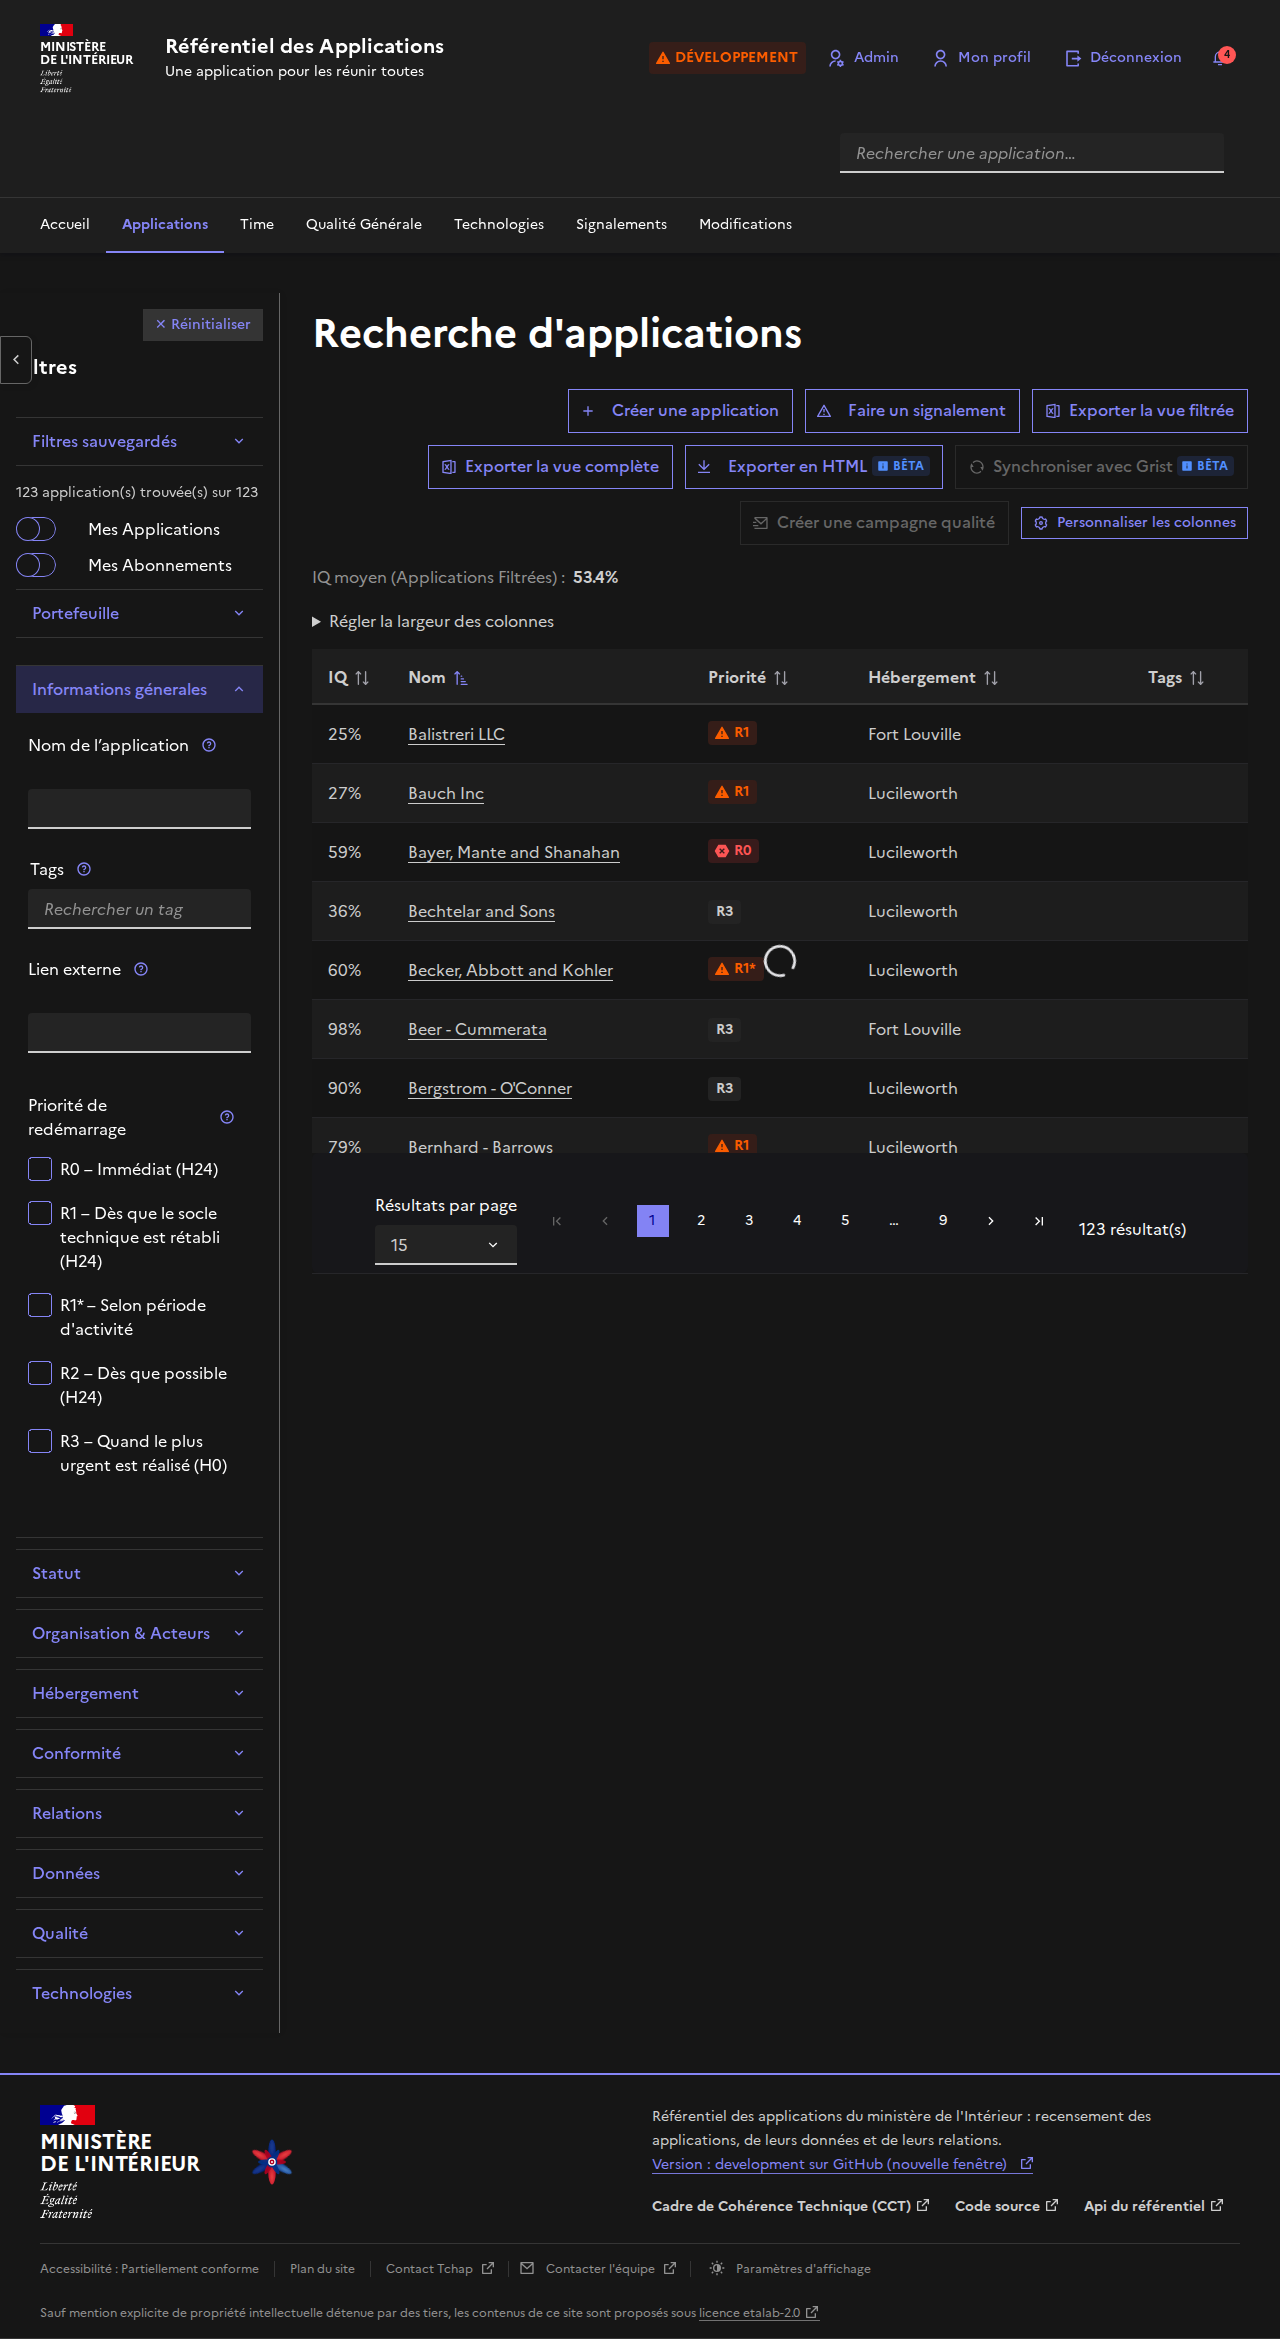 MINISTÈRE
DE L'INTÉRIEUR
Liberté
Égalité
Fraternité
Référentiel des Applications
Une application pour les réunir toutes
DÉVELOPPEMENT
Admin
Mon profil
Déconnexion
4
Rechercher une application...
Accueil
Applications
Time
Qualité Générale
Technologies
Signalements
Modifications
Réinitialiser
ltres
Filtres sauvegardés
123 application(s) trouvée(s) sur 123
Mes Applications
Mes Abonnements
Portefeuille
Informations génerales
Nom de l’application
Tags
Rechercher un tag
Lien externe
Priorité de
redémarrage
R0 – Immédiat (H24)
R1 – Dès que le socle
technique est rétabli
(H24)
R1* – Selon période
d'activité
R2 – Dès que possible
(H24)
R3 – Quand le plus
urgent est réalisé (H0)
Statut
Organisation & Acteurs
Hébergement
Conformité
Relations
Données
Qualité
Technologies
Recherche d'applications
Créer une application
Faire un signalement
Exporter la vue filtrée
Exporter la vue complète
Exporter en HTML BÊTA
Synchroniser avec Grist BÊTA
Créer une campagne qualité
Personnaliser les colonnes
IQ moyen (Applications Filtrées) : 53.4%
Régler la largeur des colonnes
IQ Nom Priorité Hébergement Tags
25% Balistreri LLC R1 Fort Louville
27% Bauch Inc R1 Lucileworth
59% Bayer, Mante and Shanahan R0 Lucileworth
36% Bechtelar and Sons R3 Lucileworth
60% Becker, Abbott and Kohler R1* Lucileworth
98% Beer - Cummerata R3 Fort Louville
90% Bergstrom - O'Conner R3 Lucileworth
79% Bernhard - Barrows R1 Lucileworth
Résultats par page
15
1 2 3 4 5 … 9
123 résultat(s)
MINISTÈRE
DE L'INTÉRIEUR
Liberté
Égalité
Fraternité
Référentiel des applications du ministère de l'Intérieur : recensement des
applications, de leurs données et de leurs relations.
Version : development sur GitHub (nouvelle fenêtre)
Cadre de Cohérence Technique (CCT)
Code source
Api du référentiel
Accessibilité : Partiellement conforme
Plan du site
Contact Tchap
Contacter l'équipe
Paramètres d'affichage
Sauf mention explicite de propriété intellectuelle détenue par des tiers, les contenus de ce site sont proposés sous licence etalab-2.0